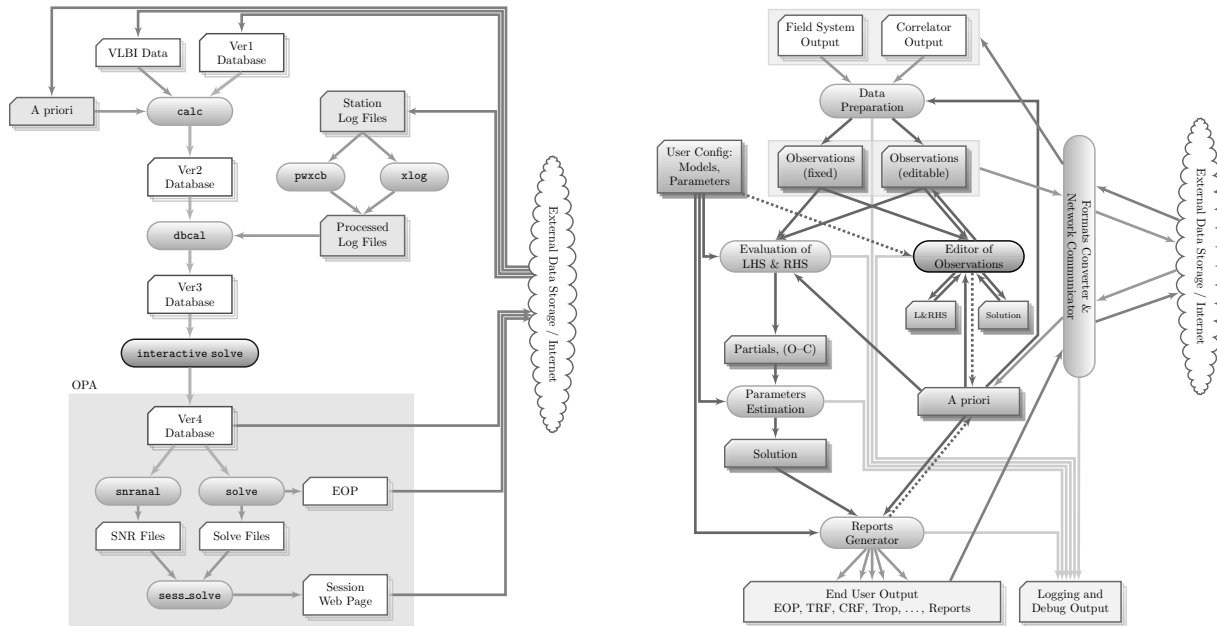 VLBI Data
Ver1
Database
A priori
calc
Station
Log Files
Ver2
Database
pwxcb
xlog
dbcal
Processed
Log Files
Ver3
Database
interactive solve
External Data Storage / Internet
OPA
Ver4
Database
snranal
solve
EOP
SNR Files
Solve Files
sess_solve
Session
Web Page
Field System
Output
Correlator
Output
Data
Preparation
User Config:
Models,
Parameters
Observations
(fixed)
Observations
(editable)
Evaluation of
LHS & RHS
Editor of
Observations
L&RHS
Solution
Partials, (O–C)
Parameters
Estimation
A priori
Solution
Reports
Generator
End User Output
EOP, TRF, CRF, Trop, ..., Reports
Logging and
Debug Output
Formats Converter &
Network Communicator
External Data Storage / Internet